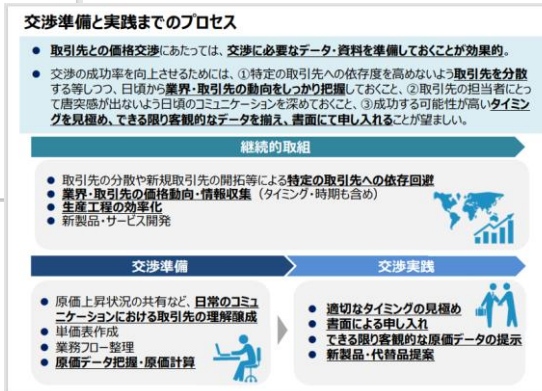 交渉準備と実践までのプロセス
● 取引先との価格交渉にあたっては、交渉に必要なデータ・資料を準備しておくことが効果的。
● 交渉の成功率を向上させるためには、①特定の取引先への依存度を高めないよう取引先を分散
する等しつつ、日頃から業界・取引先の動向をしっかり把握しておくこと、②取引先の担当者にとっ
て唐突感が出ないよう日頃のコミュニケーションを深めておくこと、③成功する可能性が高いタイミン
グを見極め、できる限り客観的なデータを揃え、書面にて申し入れることが望ましい。
継続的取組
● 取引先の分散や新規取引先の開拓等による特定の取引先への依存回避
● 業界・取引先の価格動向・情報収集（タイミング・時期も含め）
● 生産工程の効率化
● 新製品・サービス開発
交渉準備
● 原価上昇状況の共有など、日常のコミュ
ニケーションにおける取引先の理解醸成
● 単価表作成
● 業務フロー整理
● 原価データ把握・原価計算
交渉実践
● 適切なタイミングの見極め
● 書面による申し入れ
● できる限り客観的な原価データの提示
● 新製品・代替品提案